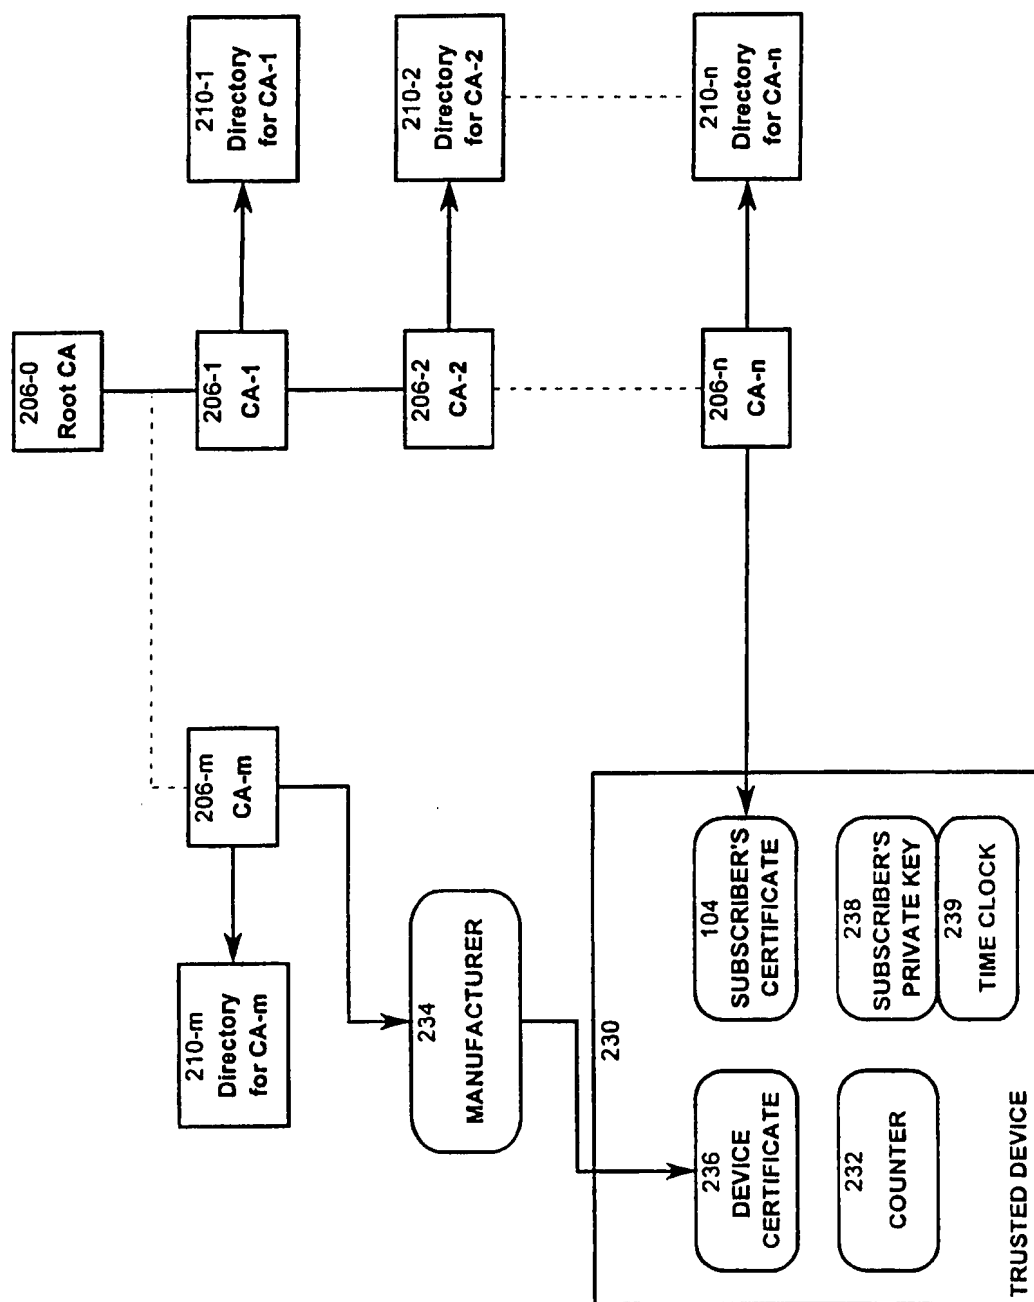 206-0
Root CA
206-m
CA-m
210-m
Directory
for CA-m
206-1
CA-1
210-1
Directory
for CA-1
234
MANUFACTURER
206-2
CA-2
210-2
Directory
for CA-2
230
236
DEVICE
CERTIFICATE
104
SUBSCRIBER'S
CERTIFICATE
206-n
CA-n
210-n
Directory
for CA-n
232
COUNTER
238
SUBSCRIBER'S
PRIVATE KEY
239
TIME CLOCK
TRUSTED DEVICE